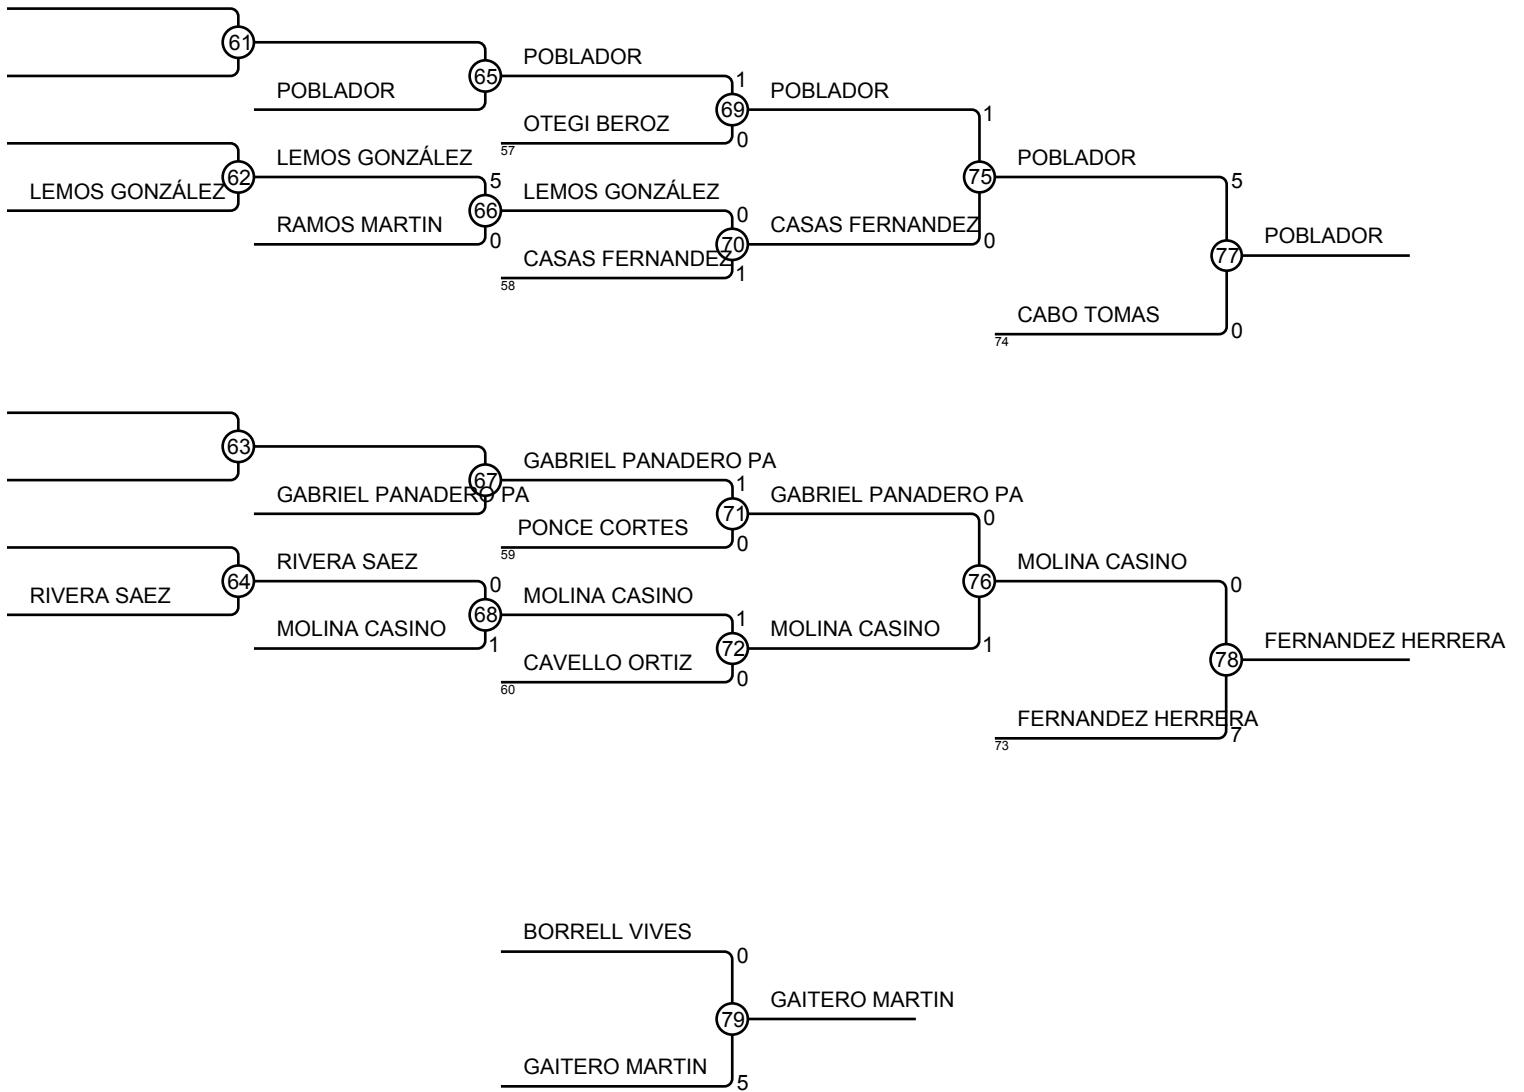 61
POBLADOR
65
POBLADOR
1
69
POBLADOR
OTEGI BEROZ
57
0
1
75
POBLADOR
5
LEMOS GONZÁLEZ
62
LEMOS GONZÁLEZ
5
66
LEMOS GONZÁLEZ
0
70
CASAS FERNANDEZ
0
RAMOS MARTIN
0
CASAS FERNANDEZ
58
1
77
POBLADOR
CABO TOMAS
74
0
63
GABRIEL PANADERO PA
67
GABRIEL PANADERO PA
1
71
GABRIEL PANADERO PA
0
PONCE CORTES
59
0
76
MOLINA CASINO
0
RIVERA SAEZ
64
RIVERA SAEZ
0
68
MOLINA CASINO
1
72
MOLINA CASINO
1
MOLINA CASINO
1
CAVELLO ORTIZ
60
0
78
FERNANDEZ HERRERA
FERNANDEZ HERRERA
73
7
BORRELL VIVES
0
79
GAITERO MARTIN
GAITERO MARTIN
5